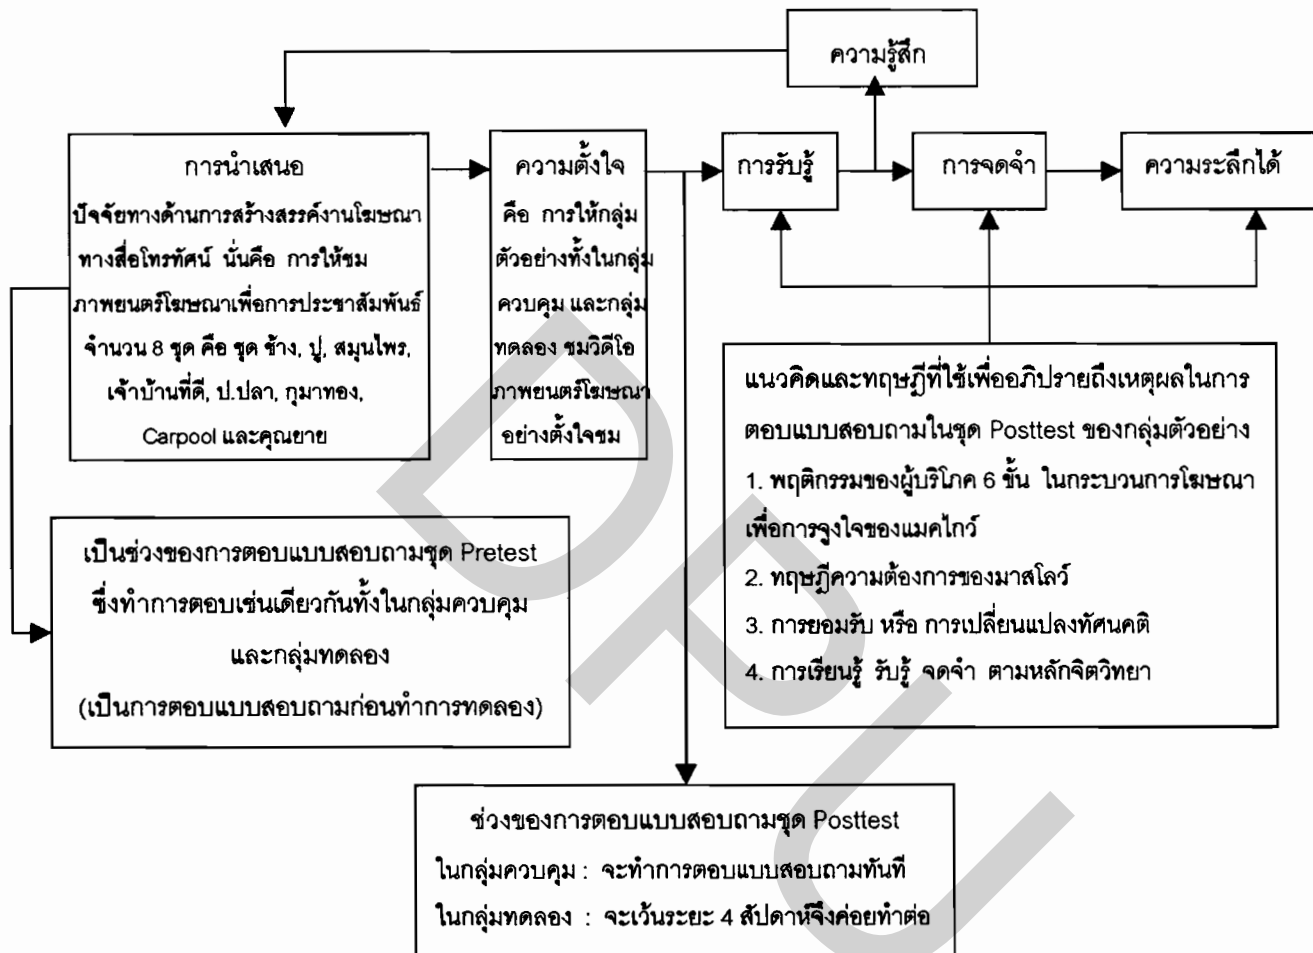 ความรู้สึก
การนำเสนอ
ปัจจัยทางด้านการสร้างสรรค์งานโฆษณา
ทางสื่อโทรทัศน์ นั่นคือ การให้ชม
ภาพยนตร์โฆษณาเพื่อการประชาสัมพันธ์
จำนวน 8 ชุด คือ ชุด ช้าง, ปู, สมุนไพร,
เจ้าบ้านที่ดี, ป.ปลา, กุมาทอง,
Carpool และคุณยาย
ความตั้งใจ
คือ การให้กลุ่ม
ตัวอย่างทั้งในกลุ่ม
ควบคุม และกลุ่ม
ทดลอง ชมวิดีโอ
ภาพยนตร์โฆษณา
อย่างตั้งใจชม
การรับรู้
การจดจำ
ความระลึกได้
แนวคิดและทฤษฎีที่ใช้เพื่ออภิปรายถึงเหตุผลในการ
ตอบแบบสอบถามในชุด Posttest ของกลุ่มตัวอย่าง
1. พฤติกรรมของผู้บริโภค 6 ขั้น ในกระบวนการโฆษณา
เพื่อการจูงใจของแมคไกว์
2. ทฤษฎีความต้องการของมาสโลว์
3. การยอมรับ หรือ การเปลี่ยนแปลงทัศนคติ
4. การเรียนรู้ รับรู้ จดจำ ตามหลักจิตวิทยา
เป็นช่วงของการตอบแบบสอบถามชุด Pretest
ซึ่งทำการตอบเช่นเดียวกันทั้งในกลุ่มควบคุม
และกลุ่มทดลอง
(เป็นการตอบแบบสอบถามก่อนทำการทดลอง)
ช่วงของการตอบแบบสอบถามชุด Posttest
ในกลุ่มควบคุม : จะทำการตอบแบบสอบถามทันที
ในกลุ่มทดลอง : จะเว้นระยะ 4 สัปดาห์จึงค่อยทำต่อ
DPU